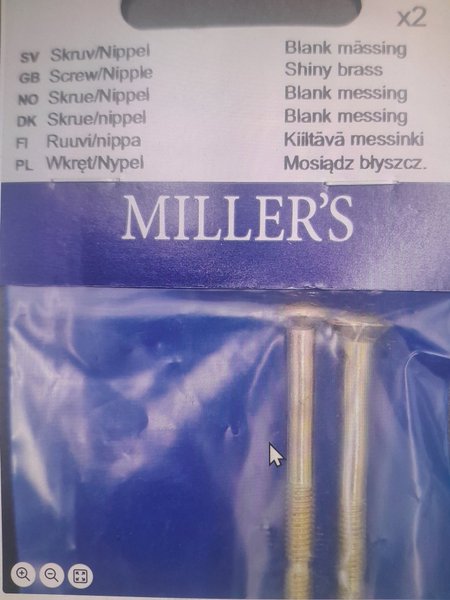 x2
SV Skruv/Nippel Blank mässing
GB Screw/Nipple Shiny brass
NO Skrue/Nippel Blank messing
DK Skrue/nippel Blank messing
FI Ruuvi/nippa Kiiltävä messinki
PL Wkręt/Nypel Mosiądz błyszcz.
MILLER'S